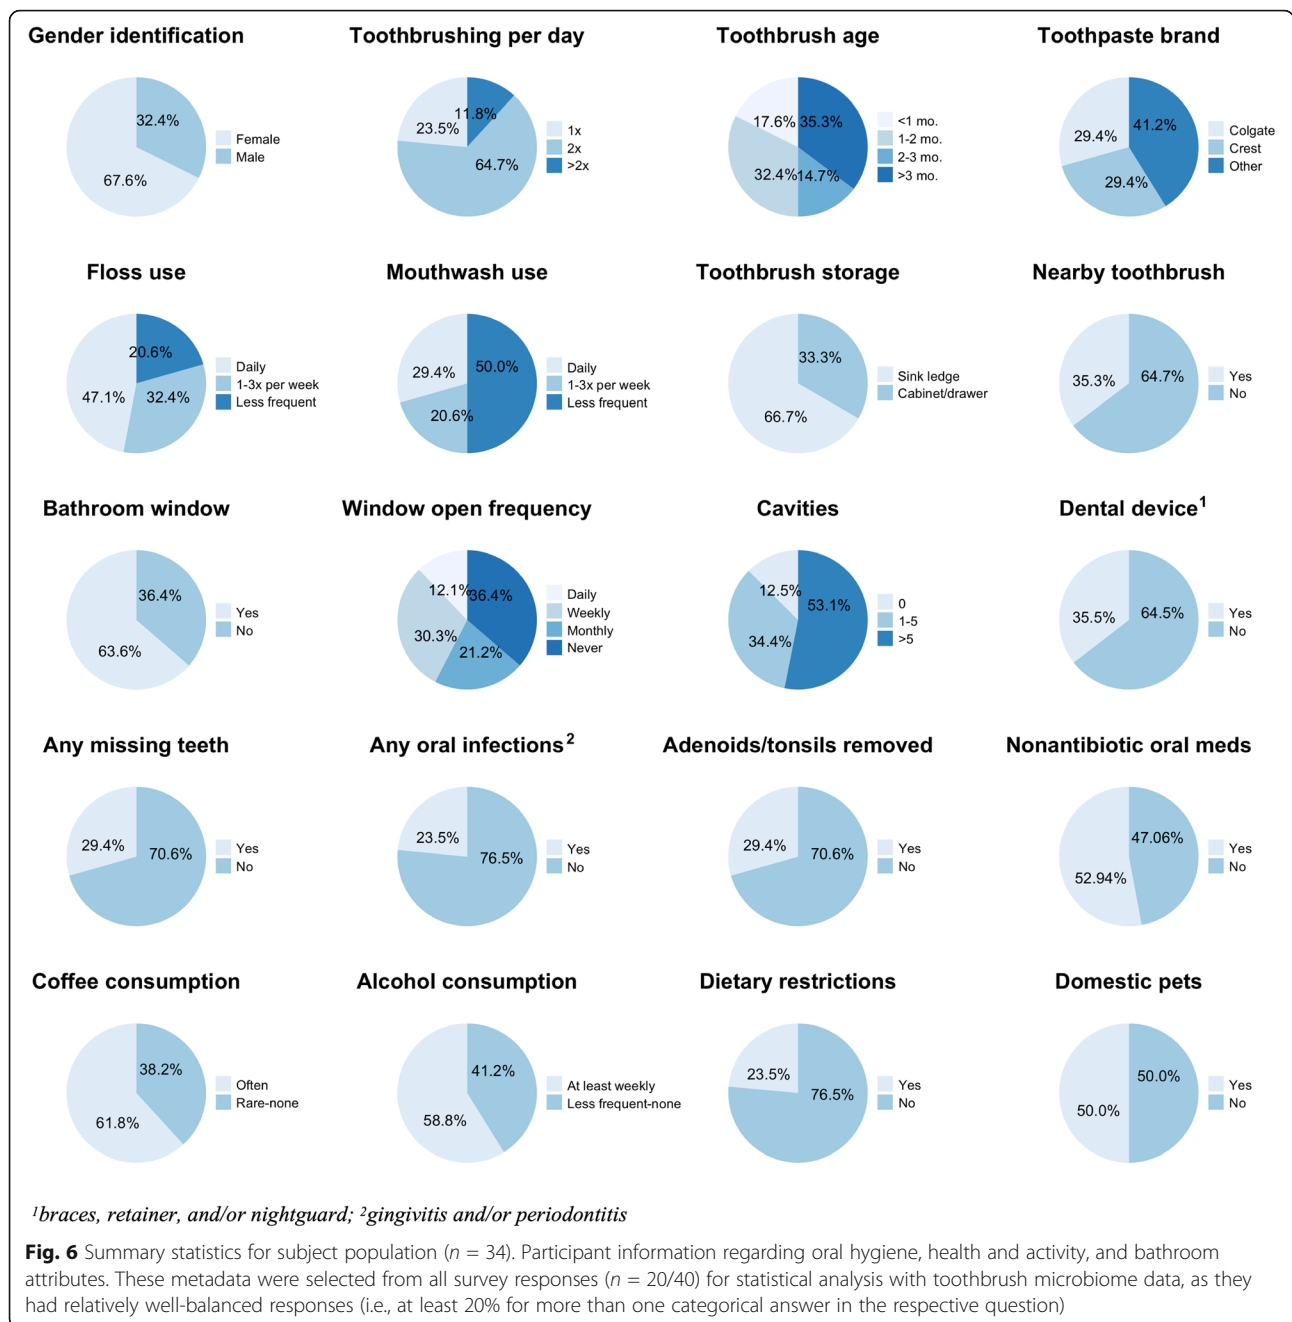 Gender identification
32.4%
67.6%
Female
Male
Toothbrushing per day
11.8%
23.5%
64.7%
1x
2x
>2x
Toothbrush age
17.6%
35.3%
32.4%
14.7%
<1 mo.
1-2 mo.
2-3 mo.
>3 mo.
Toothpaste brand
29.4%
41.2%
29.4%
Colgate
Crest
Other
Floss use
20.6%
47.1%
32.4%
Daily
1-3x per week
Less frequent
Mouthwash use
29.4%
50.0%
20.6%
Daily
1-3x per week
Less frequent
Toothbrush storage
33.3%
66.7%
Sink ledge
Cabinet/drawer
Nearby toothbrush
35.3%
64.7%
Yes
No
Bathroom window
36.4%
63.6%
Yes
No
Window open frequency
12.1%
36.4%
30.3%
21.2%
Daily
Weekly
Monthly
Never
Cavities
12.5%
53.1%
34.4%
0
1-5
>5
Dental device1
35.5%
64.5%
Yes
No
Any missing teeth
29.4%
70.6%
Yes
No
Any oral infections2
23.5%
76.5%
Yes
No
Adenoids/tonsils removed
29.4%
70.6%
Yes
No
Nonantibiotic oral meds
47.06%
52.94%
Yes
No
Coffee consumption
38.2%
61.8%
Often
Rare-none
Alcohol consumption
41.2%
58.8%
At least weekly
Less frequent-none
Dietary restrictions
23.5%
76.5%
Yes
No
Domestic pets
50.0%
50.0%
Yes
No
1braces, retainer, and/or nightguard; 2gingivitis and/or periodontitis
Fig. 6 Summary statistics for subject population (n = 34). Participant information regarding oral hygiene, health and activity, and bathroom
attributes. These metadata were selected from all survey responses (n = 20/40) for statistical analysis with toothbrush microbiome data, as they
had relatively well-balanced responses (i.e., at least 20% for more than one categorical answer in the respective question)